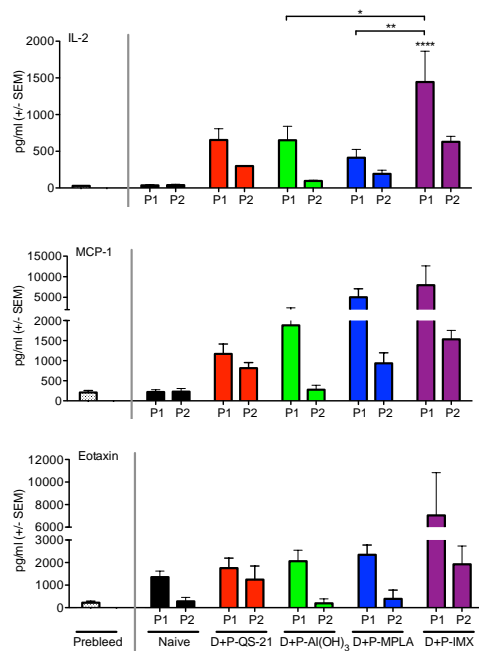 *
**
IL-2
****
2000
1500
1000
500
0
pg/ml (+/- SEM)
P1 P2 P1 P2 P1 P2 P1 P2 P1 P2
MCP-1
15000
10000
5000
2000
1500
1000
500
0
pg/ml (+/- SEM)
P1 P2 P1 P2 P1 P2 P1 P2 P1 P2
Eotaxin
12000
10000
8000
6000
4000
3000
2000
1000
0
pg/ml (+/- SEM)
P1 P2 P1 P2 P1 P2 P1 P2 P1 P2
Prebleed Naive D+P-QS-21 D+P-Al(OH)3 D+P-MPLA D+P-IMX